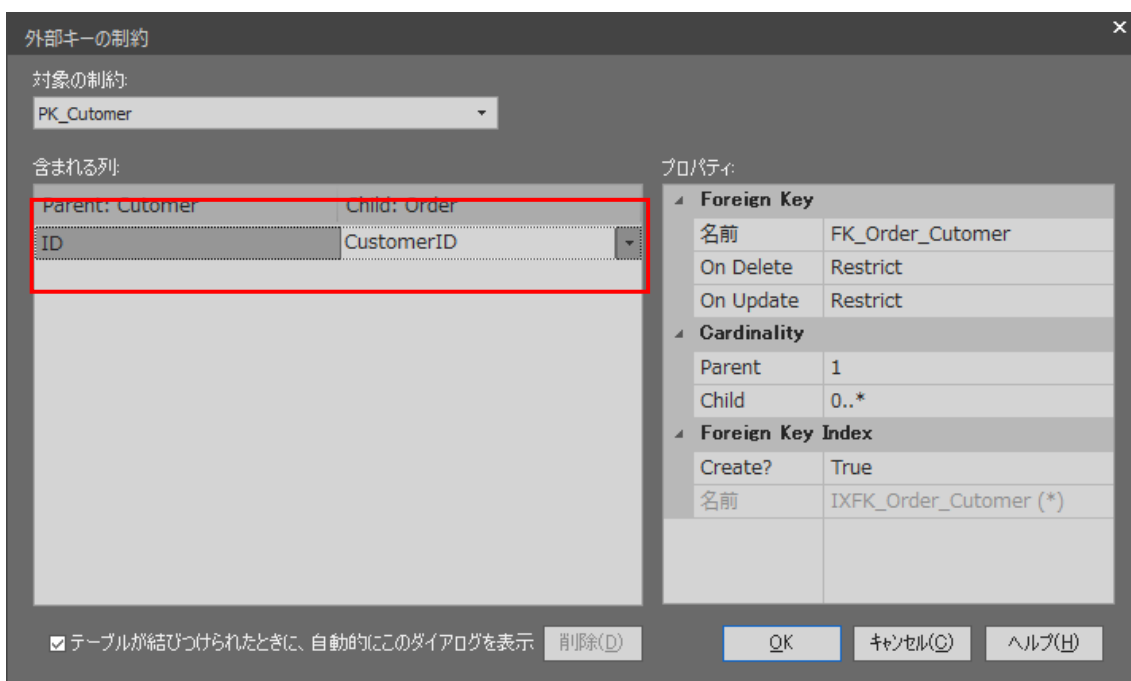 外部キーの制約
対象の制約:
PK_Cutomer
含まれる列:
Parent: Cutomer Child: Order
ID CustomerID
プロパティ:
Foreign Key
名前 FK_Order_Cutomer
On Delete Restrict
On Update Restrict
Cardinality
Parent 1
Child 0..*
Foreign Key Index
Create? True
名前 IXFK_Order_Cutomer (*)
テーブルが結びつけられたときに、自動的にこのダイアログを表示 削除(D) OK キャンセル(C) ヘルプ(H)